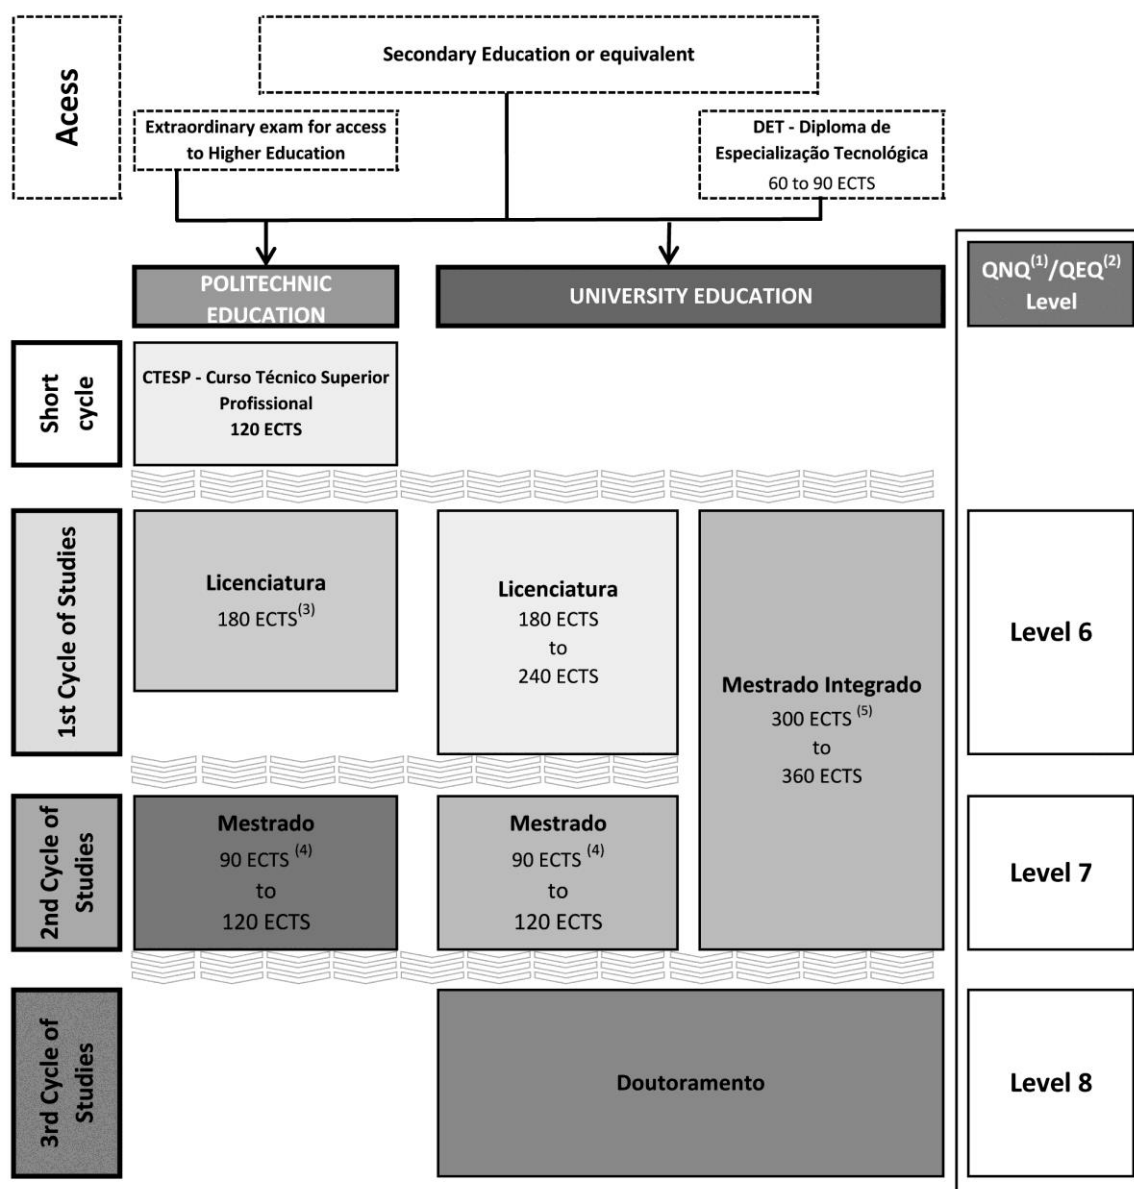 Acess
Secondary Education or equivalent
Extraordinary exam for access
to Higher Education
DET - Diploma de
Especialização Tecnológica
60 to 90 ECTS
POLITECHNIC
EDUCATION
UNIVERSITY EDUCATION
QNQ(1)/QEQ(2)
Level
Short
cycle
CTESP - Curso Técnico Superior
Profissional
120 ECTS
1st Cycle of Studies
Licenciatura
180 ECTS(3)
Licenciatura
180 ECTS
to
240 ECTS
Mestrado Integrado
300 ECTS (5)
to
360 ECTS
Level 6
2nd Cycle of
Studies
Mestrado
90 ECTS (4)
to
120 ECTS
Mestrado
90 ECTS (4)
to
120 ECTS
Level 7
3rd Cycle of
Studies
Doutoramento
Level 8